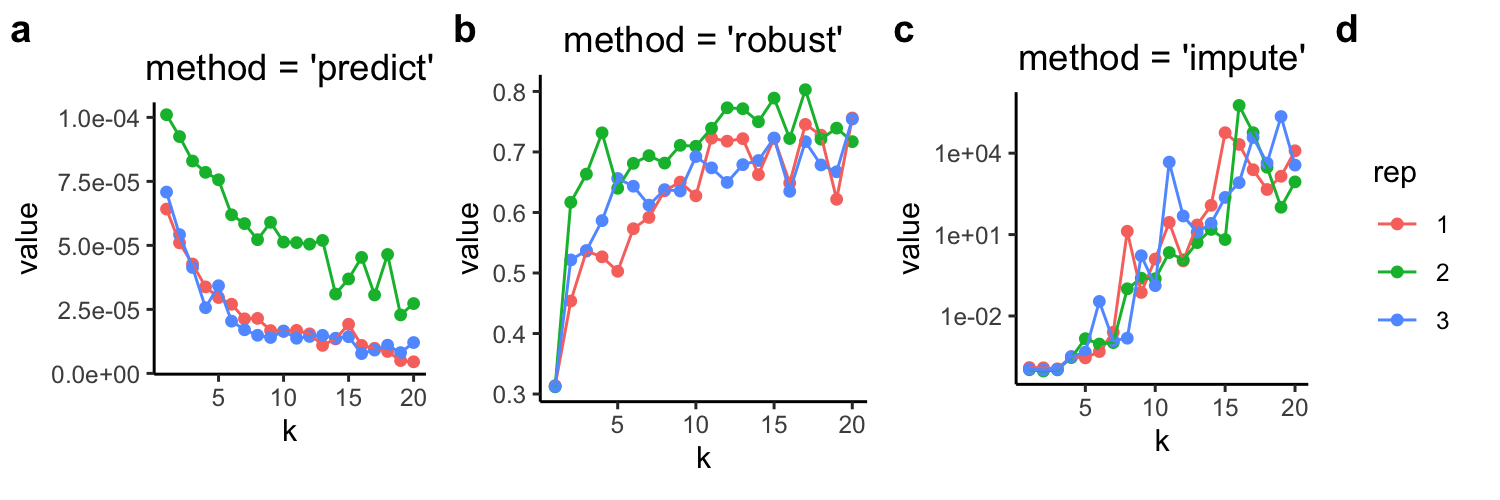 a
method = 'predict'
value
1.0e-04
7.5e-05
5.0e-05
2.5e-05
0.0e+00
5
10
15
20
k
b
method = 'robust'
value
0.8
0.7
0.6
0.5
0.4
0.3
5
10
15
20
k
c
method = 'impute'
value
1e+04
1e+01
1e-02
5
10
15
20
k
d
rep
1
2
3